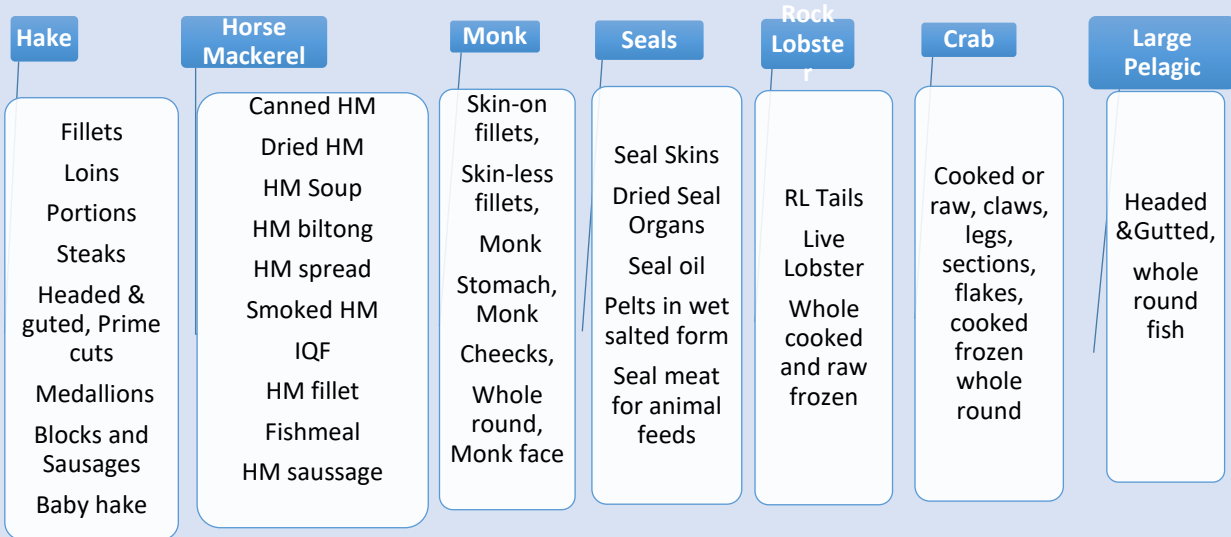 Hake
Fillets
Loins
Portions
Steaks
Headed &
guted, Prime
cuts
Medallions
Blocks and
Sausages
Baby hake
Horse
Mackerel
Canned HM
Dried HM
HM Soup
HM biltong
HM spread
Smoked HM
IQF
HM fillet
Fishmeal
HM saussage
Monk
Skin-on
fillets,
Skin-less
fillets,
Monk
Stomach,
Monk
Cheecks,
Whole
round,
Monk face
Seals
Seal Skins
Dried Seal
Organs
Seal oil
Pelts in wet
salted form
Seal meat
for animal
feeds
Rock
Lobste
r
RL Tails
Live
Lobster
Whole
cooked
and raw
frozen
Crab
Cooked or
raw, claws,
legs,
sections,
flakes,
cooked
frozen
whole
round
Large
Pelagic
Headed
&Gutted,
whole
round
fish